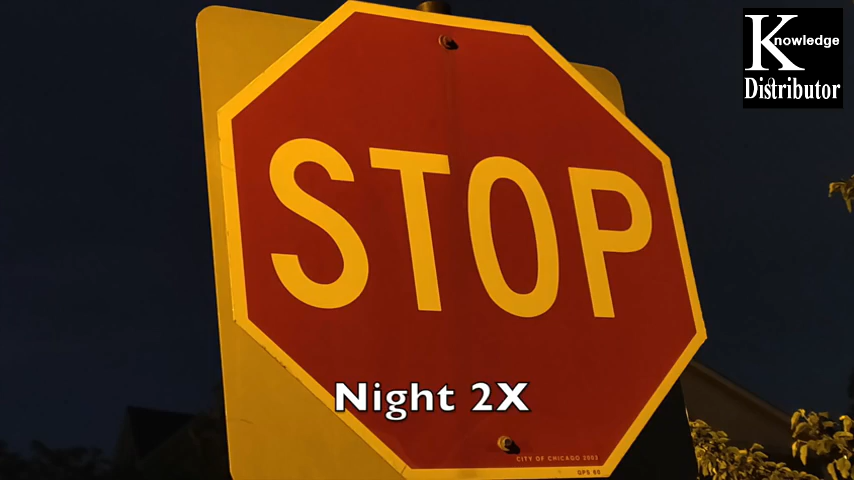 Knowledge
Distributor
STOP
Night 2X
CITY OF CHICAGO 2003